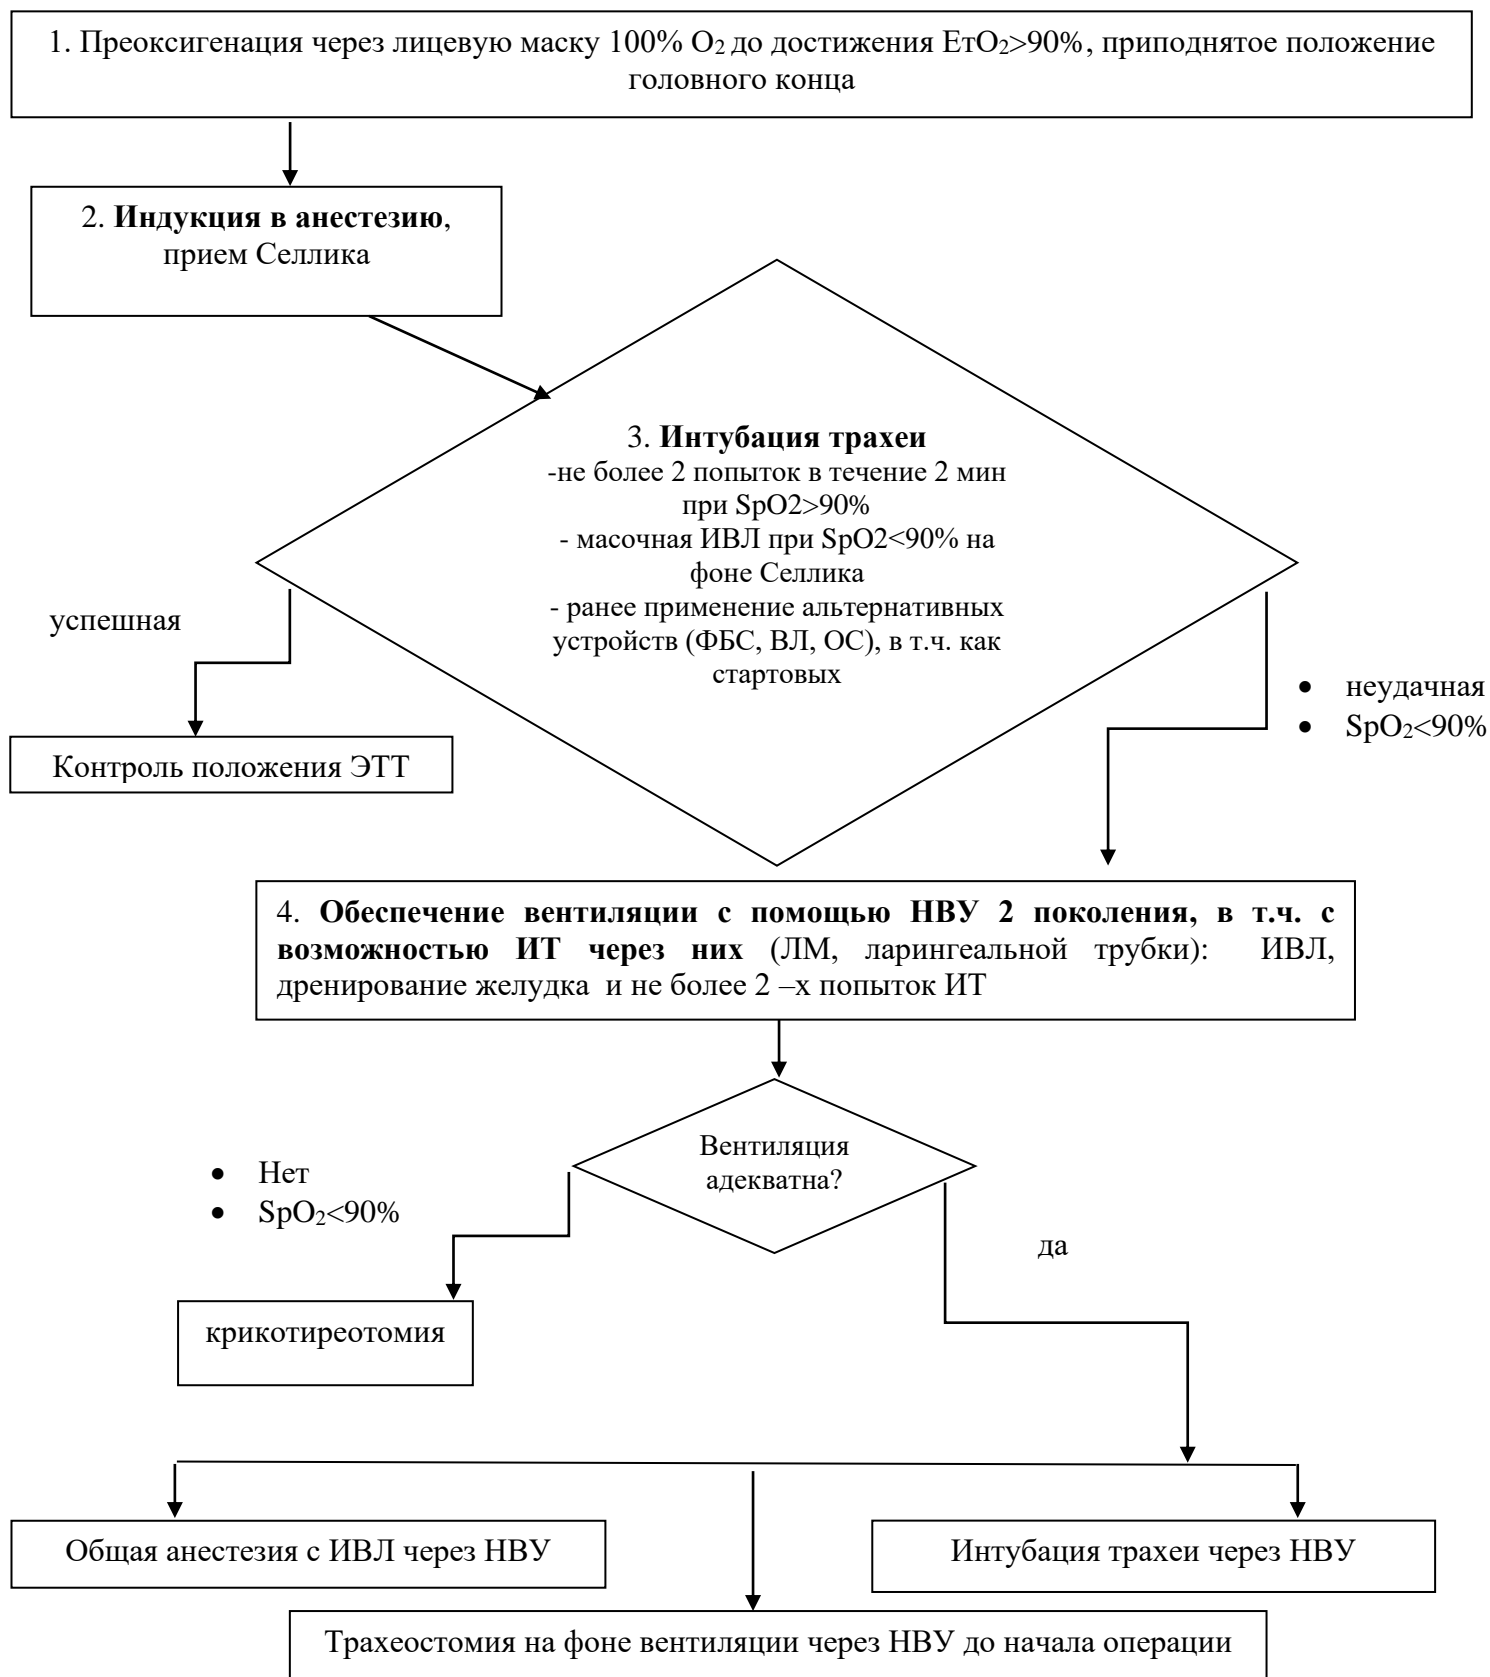 1. Преоксигенация через лицевую маску 100% O₂ до достижения EтO₂>90%, приподнятое положение
головного конца
2. Индукция в анестезию,
прием Селлика
3. Интубация трахеи
-не более 2 попыток в течение 2 мин
при SpO2>90%
- масочная ИВЛ при SpO2<90% на
фоне Селлика
- ранее применение альтернативных
устройств (ФБС, ВЛ, ОС), в т.ч. как
стартовых
успешная
• неудачная
• SpO₂<90%
Контроль положения ЭТТ
4. Обеспечение вентиляции с помощью НВУ 2 поколения, в т.ч. с
возможностью ИТ через них (ЛМ, ларингеальной трубки): ИВЛ,
дренирование желудка и не более 2 –х попыток ИТ
Вентиляция
адекватна?
• Нет
• SpO₂<90%
да
крикотиреотомия
Общая анестезия с ИВЛ через НВУ
Интубация трахеи через НВУ
Трахеостомия на фоне вентиляции через НВУ до начала операции